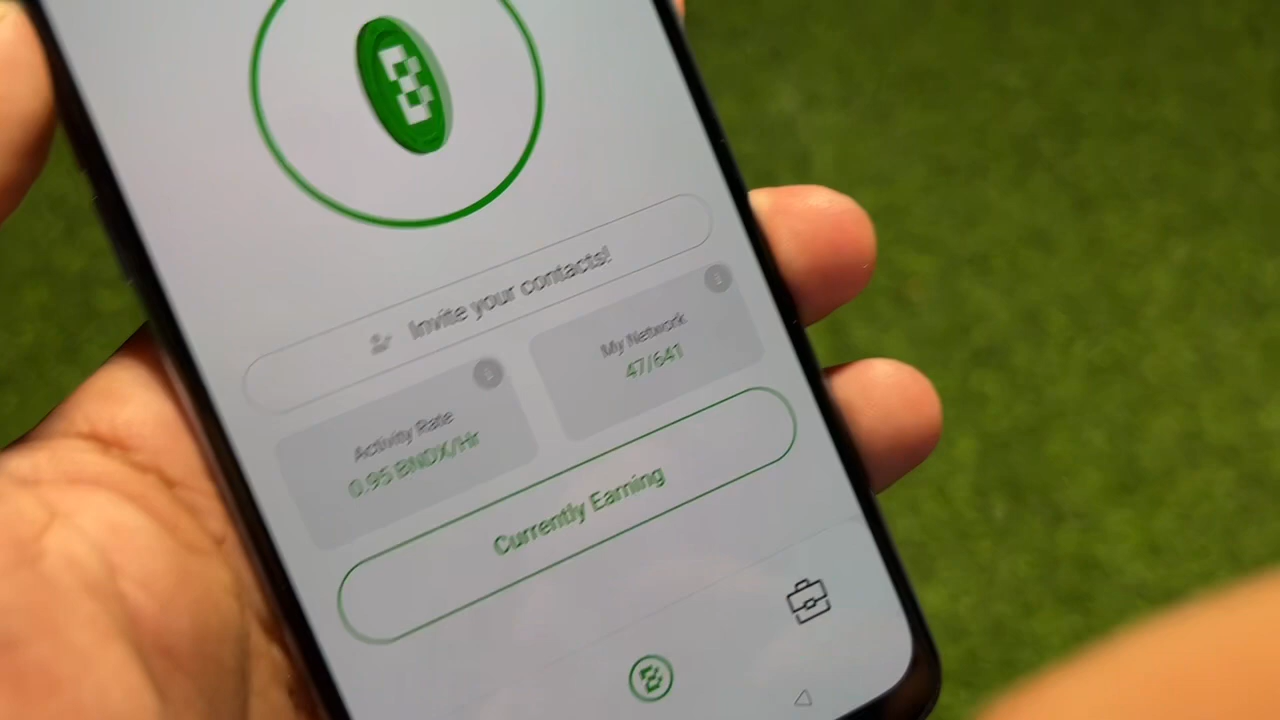 Invite your contacts!
My Network
47/641
Activity Rate
0.95 BNDX/Hr
Currently Earning